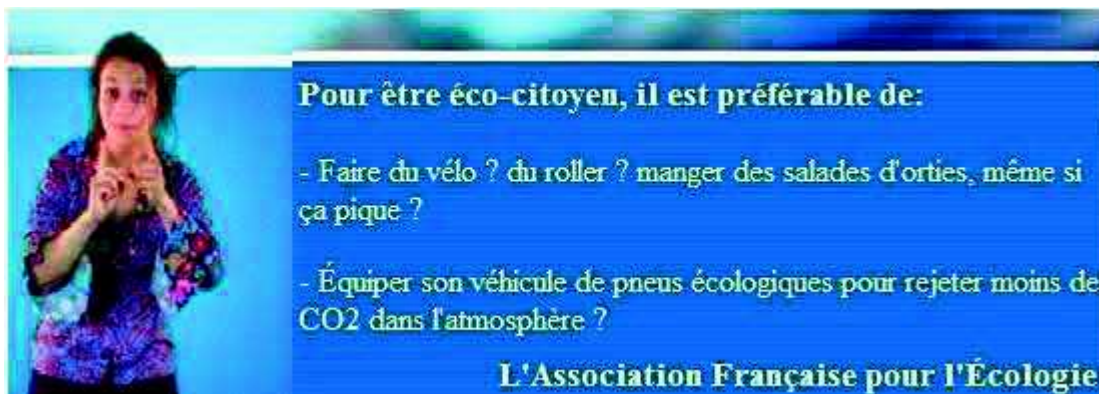 Pour être éco-citoyen, il est préférable de:
- Faire du vélo ? du roller ? manger des salades d'orties, même si
ça pique ?
- Équiper son véhicule de pneus écologiques pour rejeter moins de
CO2 dans l'atmosphère ?
L'Association Française pour l'Écologie